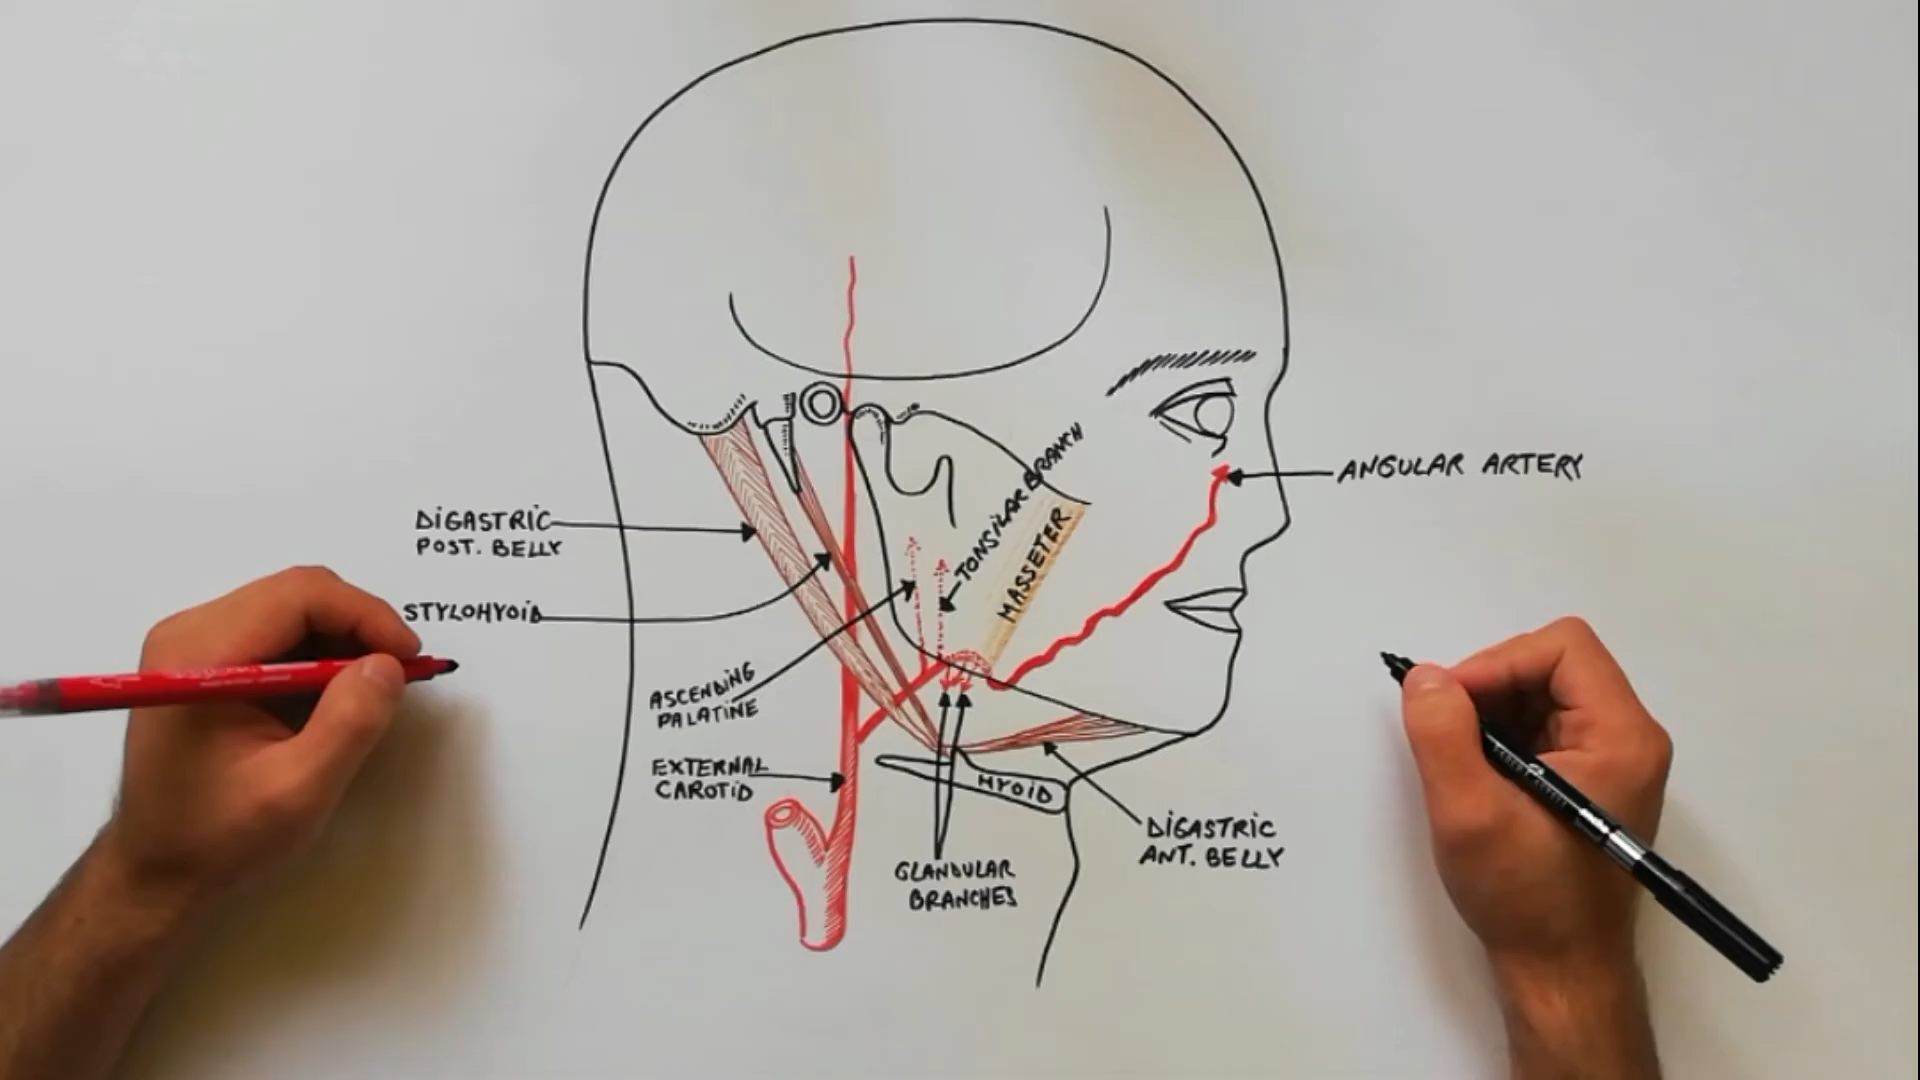 ANGULAR ARTERY
TONSILAR BRANCH
MASSETER
DIGASTRIC
POST. BELLY
STYLOHYOID
ASCENDING
PALATINE
EXTERNAL
CAROTID
HYOID
DIGASTRIC
ANT. BELLY
GLANDULAR
BRANCHES